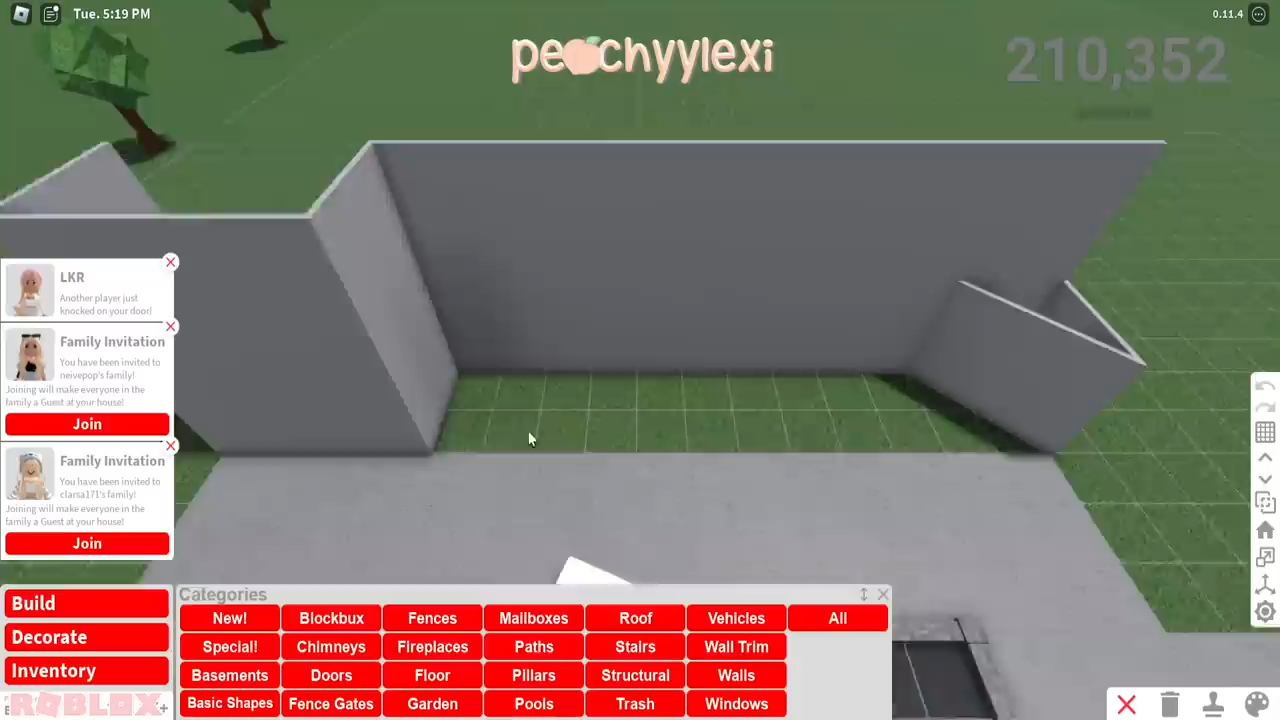 Tue. 5:19 PM
0.11.4
peachyylexi
210,352
LKR
Another player just
knocked on your door!
Family Invitation
You have been invited to
neivepop's family!
Joining will make everyone in the
family a Guest at your house!
Join
Family Invitation
You have been invited to
clarsa171's family!
Joining will make everyone in the
family a Guest at your house!
Join
Build
Decorate
Inventory
ROBLOX
Categories
New! Blockbux Fences Mailboxes Roof Vehicles All
Special! Chimneys Fireplaces Paths Stairs Wall Trim
Basements Doors Floor Pillars Structural Walls
Basic Shapes Fence Gates Garden Pools Trash Windows